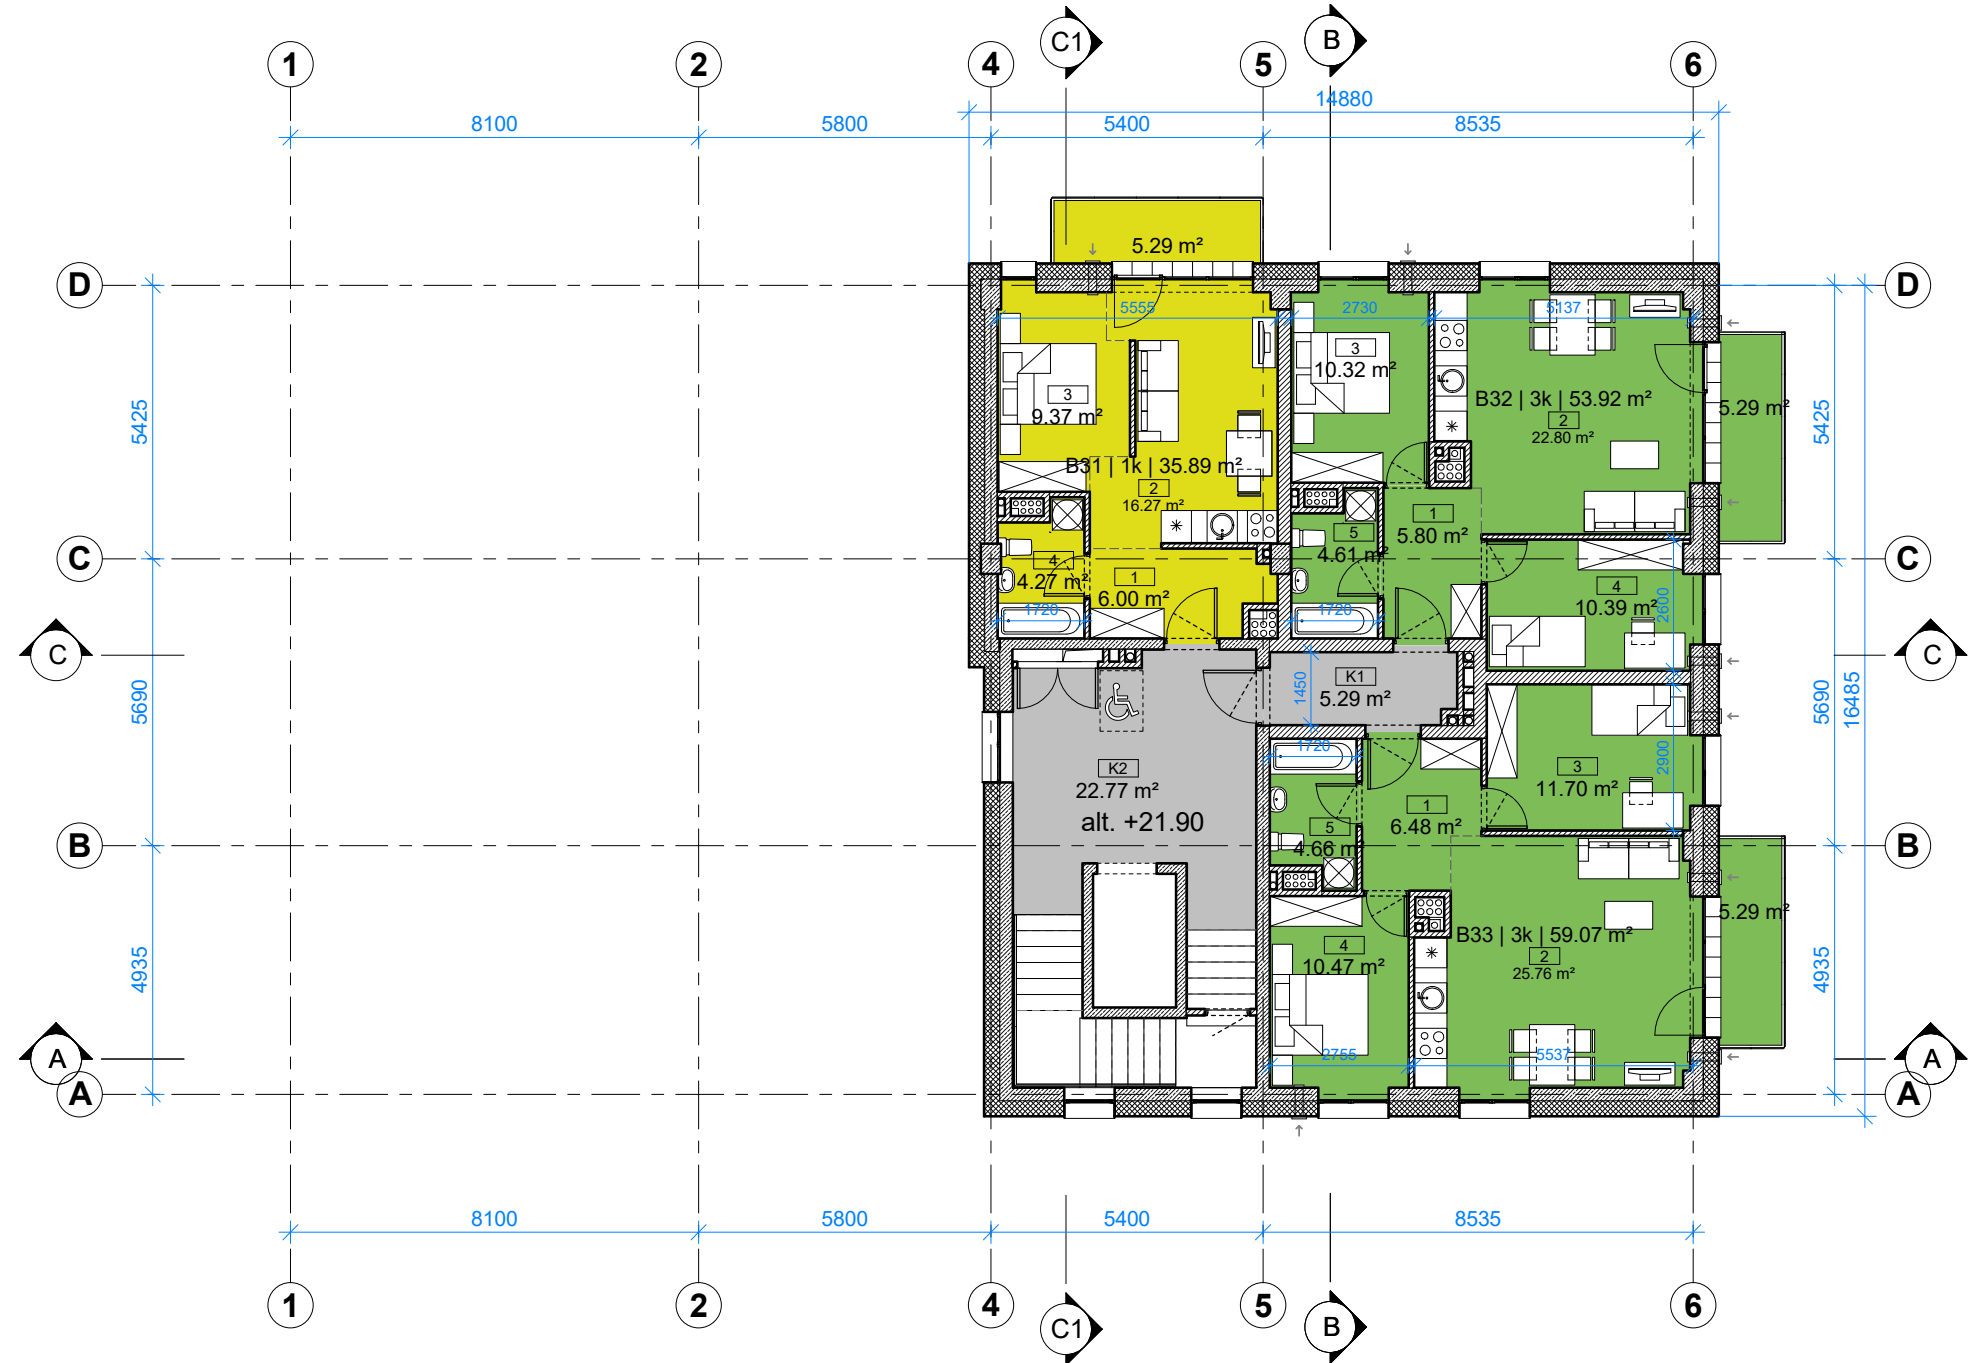 C1
B
1
2
4
5
6
14880
8100
5800
5400
8535
5.29 m²
D
D
5555
2730
5137
3
10.32 m²
3
9.37 m²
B32 | 3k | 53.92 m²
2
22.80 m²
5.29 m²
5425
5425
B31 | 1k | 35.89 m²
2
16.27 m²
1
5.80 m²
5
4.61 m²
C
C
4
4.27 m²
1
6.00 m²
4
10.39 m²
2600
1720
1720
C
C
K1
5.29 m²
1450
5690
5690
16485
1720
2900
K2
22.77 m²
alt. +21.90
3
11.70 m²
1
6.48 m²
5
4.66 m²
B
B
5.29 m²
B33 | 3k | 59.07 m²
2
25.76 m²
4
10.47 m²
4935
4935
2755
5537
A
A
A
A
8100
5800
5400
8535
1
2
4
5
6
C1
B